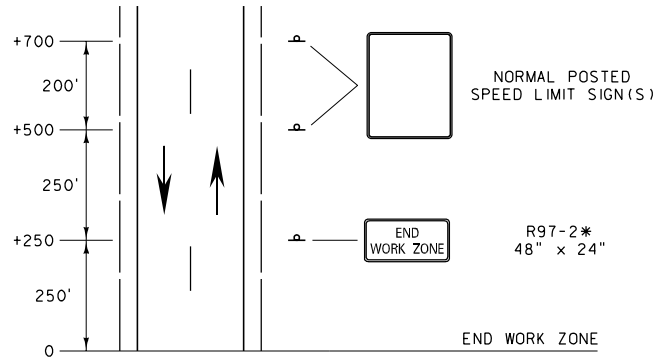 +700
200'
NORMAL POSTED
SPEED LIMIT SIGN(S)
+500
250'
+250
END
WORK ZONE
R97-2*
48" x 24"
250'
0
END WORK ZONE